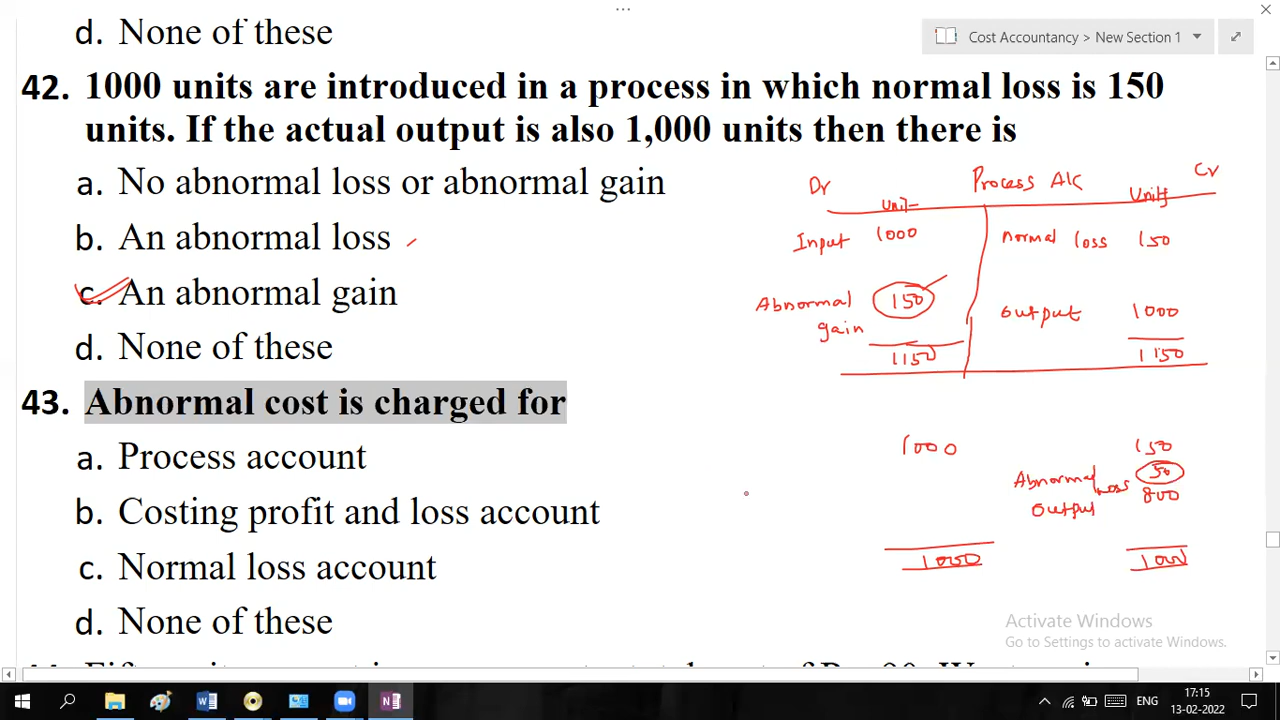 ...
d. None of these
Cost Accountancy > New Section 1
42. 1000 units are introduced in a process in which normal loss is 150
units. If the actual output is also 1,000 units then there is
a. No abnormal loss or abnormal gain
b. An abnormal loss
c. An abnormal gain
d. None of these
Dr Process A/c Cr
Unit Units
Input 1000 Normal loss 150
Abnormal 150 output 1000
gain
1150 1150
43. Abnormal cost is charged for
a. Process account
b. Costing profit and loss account
c. Normal loss account
d. None of these
1000 150
Abnormal loss 50
Output 800
1000 1000
Activate Windows
Go to Settings to activate Windows.
ENG
17:15
13-02-2022